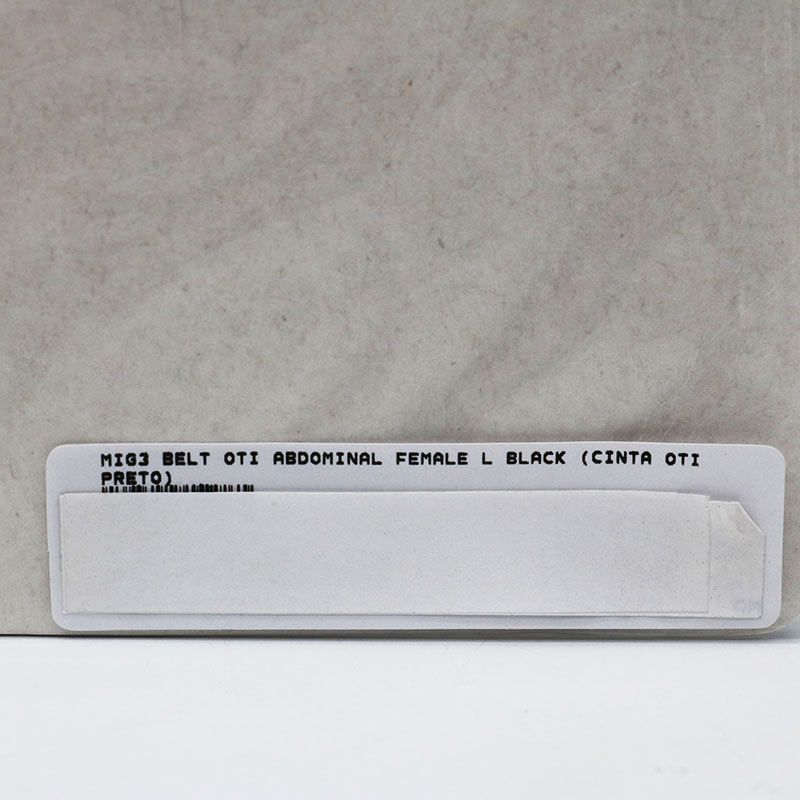 MIG3 BELT OTI ABDOMINAL FEMALE L BLACK (CINTA OTI
PRETO)